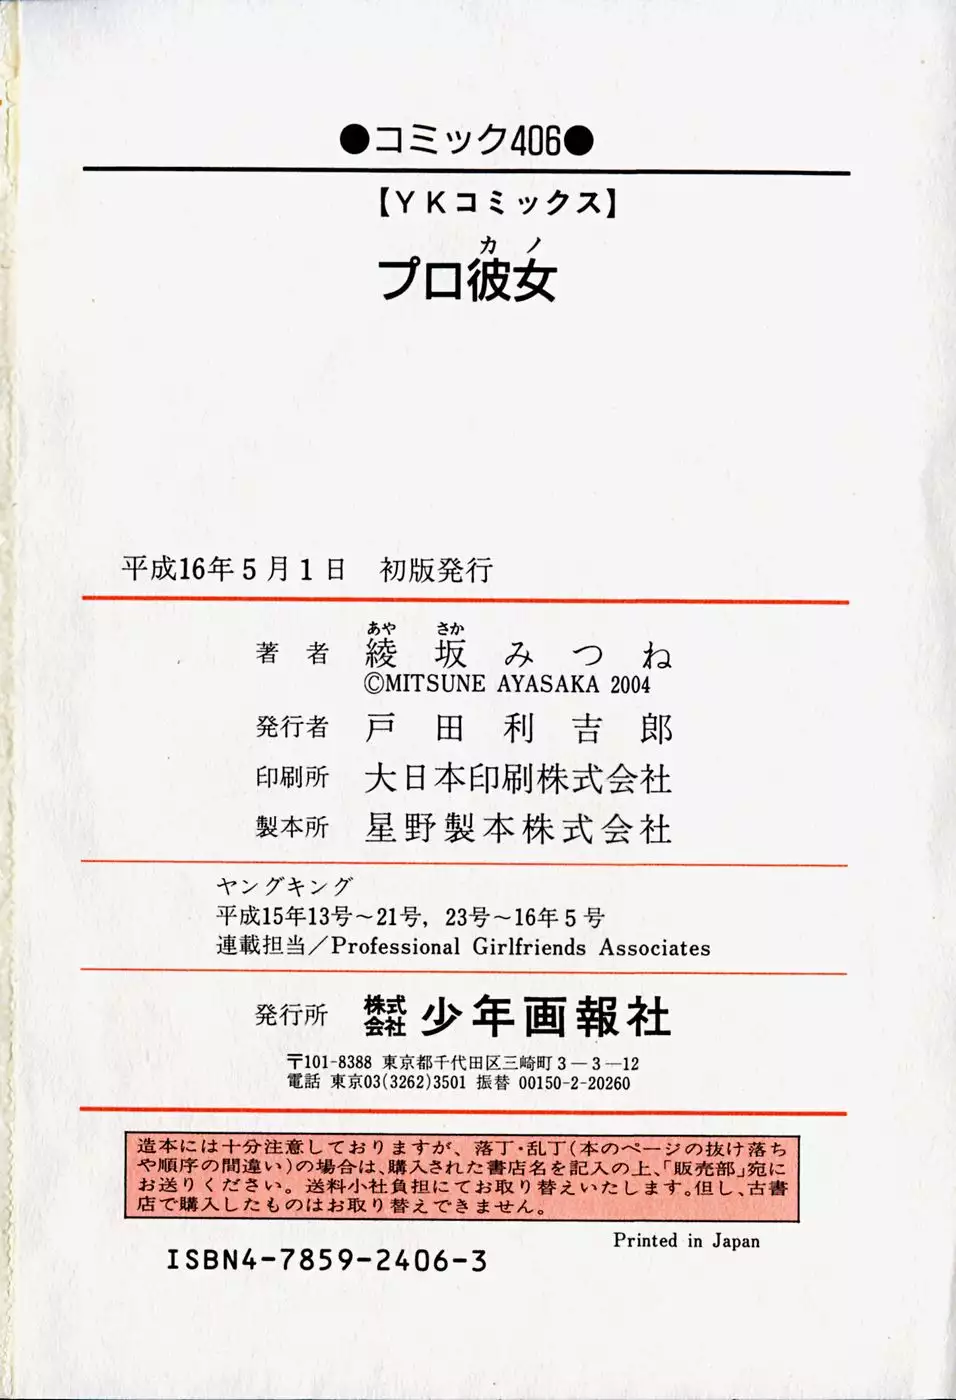 ●コミック406●
【YKコミックス】
カノ
プロ彼女
平成16年5月1日　初版発行
あや　さか
著者　綾坂みつね
©MITSUNE AYASAKA 2004
発行者　戸田利吉郎
印刷所　大日本印刷株式会社
製本所　星野製本株式会社
ヤングキング
平成15年13号〜21号, 23号〜16年5号
連載担当／Professional Girlfriends Associates
発行所　株式会社 少年画報社
〒101-8388 東京都千代田区三崎町3―3―12
電話 東京03(3262)3501 振替 00150-2-20260
造本には十分注意しておりますが、落丁・乱丁(本のページの抜け落ち
や順序の間違い)の場合は、購入された書店名を記入の上、「販売部」宛に
お送りください。送料小社負担にてお取り替えいたします。但し、古書
店で購入したものはお取り替えできません。
Printed in Japan
ISBN4-7859-2406-3